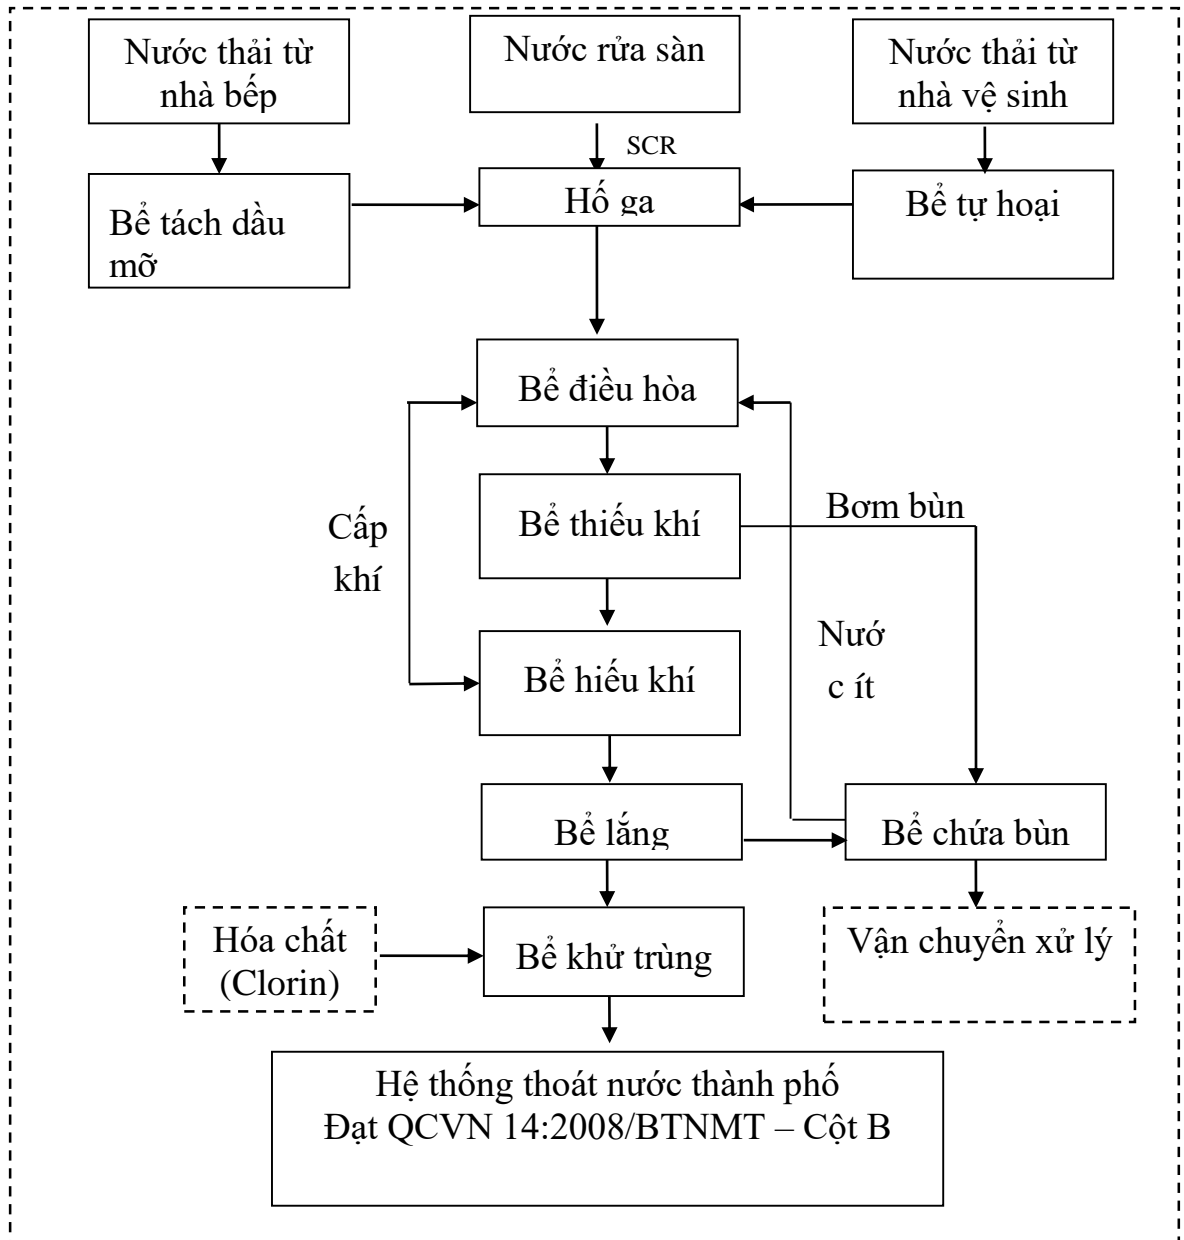 Nước thải từ
nhà bếp
Nước rửa sàn
Nước thải từ
nhà vệ sinh
SCR
Bể tách dầu
mỡ
Hố ga
Bể tự hoại
Bể điều hòa
Cấp
khí
Bể thiếu khí
Bơm bùn
Bể hiếu khí
Nướ
c ít
Bể lắng
Bể chứa bùn
Hóa chất
(Clorin)
Bể khử trùng
Vận chuyển xử lý
Hệ thống thoát nước thành phố
Đạt QCVN 14:2008/BTNMT – Cột B